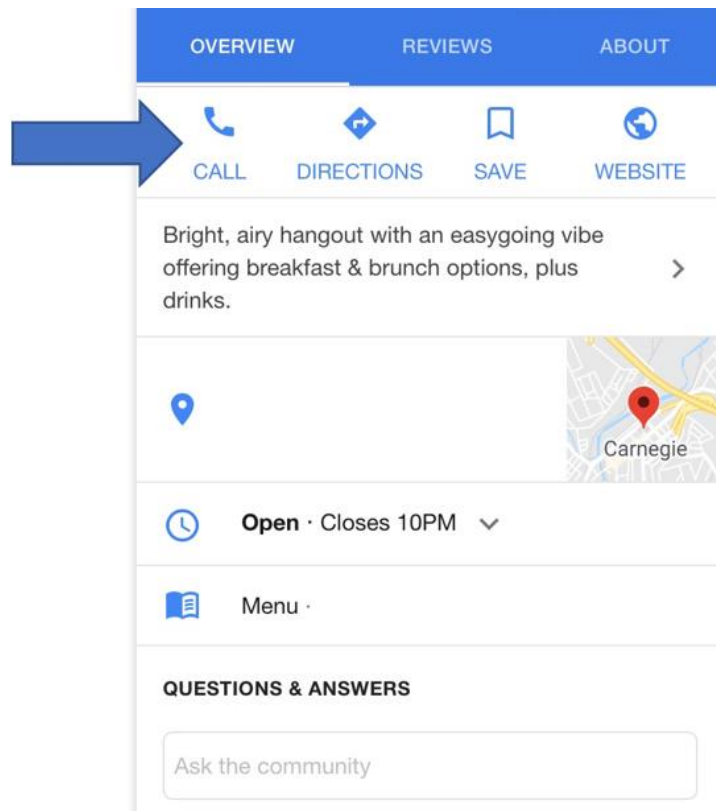 OVERVIEW REVIEWS ABOUT
CALL DIRECTIONS SAVE WEBSITE
Bright, airy hangout with an easygoing vibe
offering breakfast & brunch options, plus
drinks.
Carnegie
Open · Closes 10PM
Menu ·
QUESTIONS & ANSWERS
Ask the community